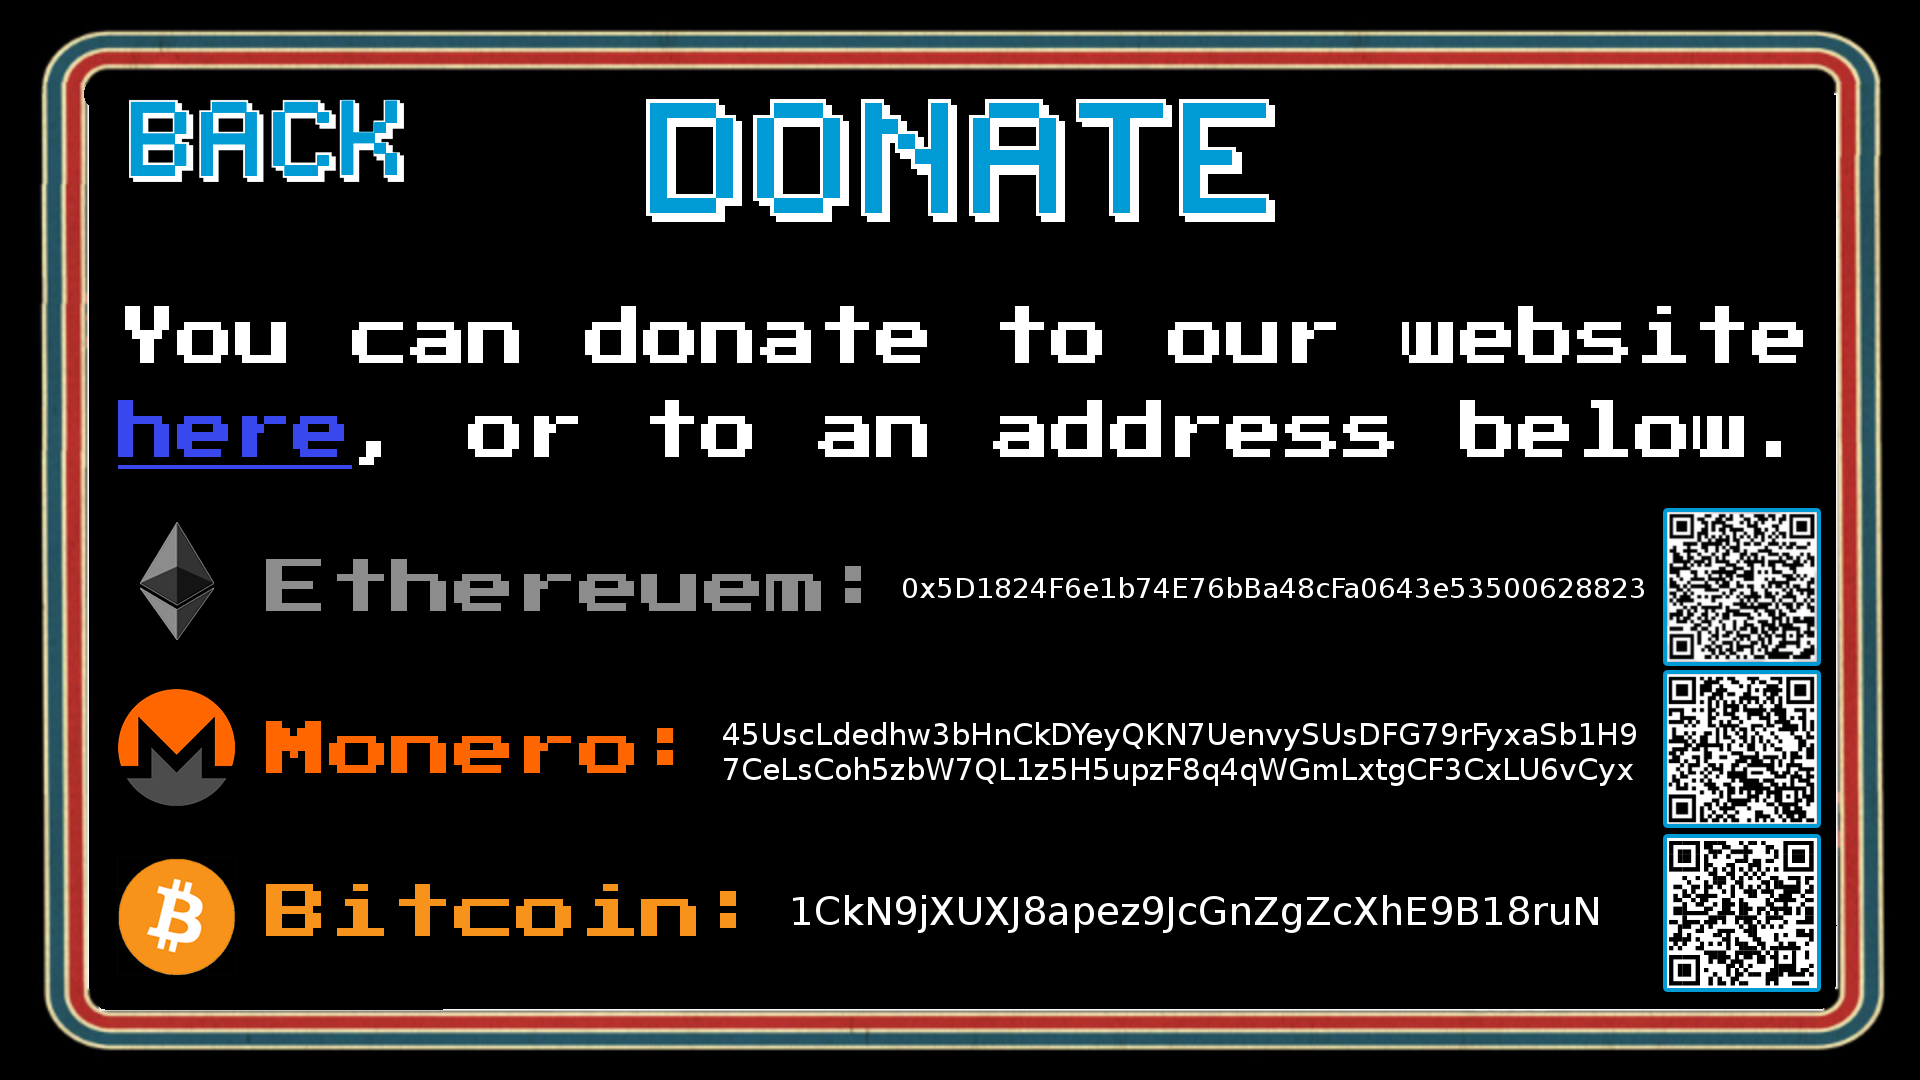 BACK
DONATE
You can donate to our website
here, or to an address below.
Ethereuem: 0x5D1824F6e1b74E76bBa48cFa0643e53500628823
Monero: 45UscLdedhw3bHnCkDYeyQKN7UenvySUsDFG79rFyxaSb1H9
7CeLsCoh5zbW7QL1z5H5upzF8q4qWGmLxtgCF3CxLU6vCyx
Bitcoin: 1CkN9jXUXJ8apez9JcGnZgZcXhE9B18ruN